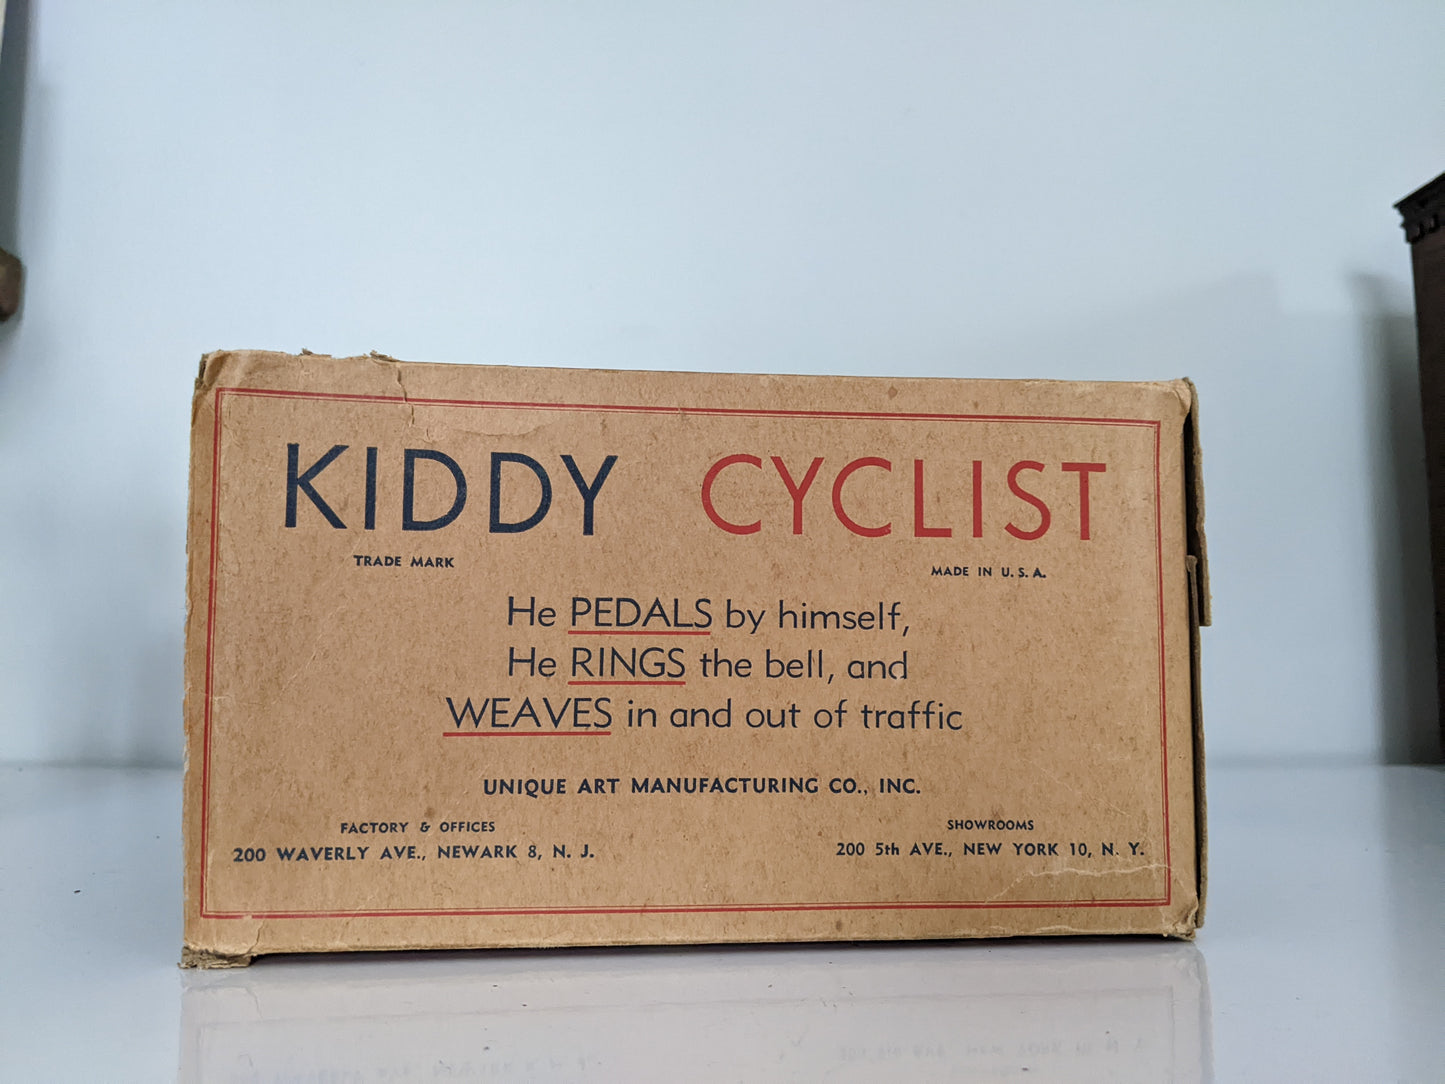 KIDDY CYCLIST
TRADE MARK
MADE IN U.S.A.
He PEDALS by himself,
He RINGS the bell, and
WEAVES in and out of traffic
UNIQUE ART MANUFACTURING CO., INC.
FACTORY & OFFICES
200 WAVERLY AVE., NEWARK 8, N. J.
SHOWROOMS
200 5th AVE., NEW YORK 10, N. Y.